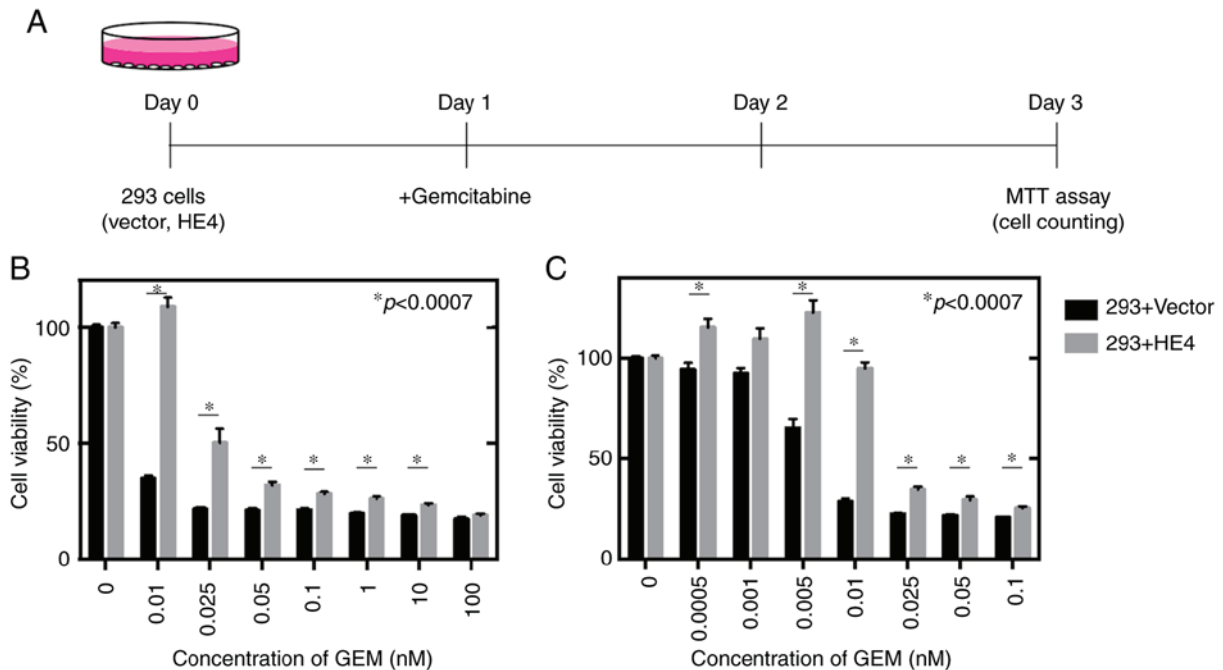 A
Day 0 Day 1 Day 2 Day 3
293 cells
(vector, HE4)
+Gemcitabine
MTT assay
(cell counting)
B
*p<0.0007
Cell viability (%)
100
50
0
* * * * * *
0 0.01 0.025 0.05 0.1 1 10 100
Concentration of GEM (nM)
C
*p<0.0007
Cell viability (%)
100
50
0
* * * * * *
0 0.0005 0.001 0.005 0.01 0.025 0.05 0.1
Concentration of GEM (nM)
293+Vector
293+HE4